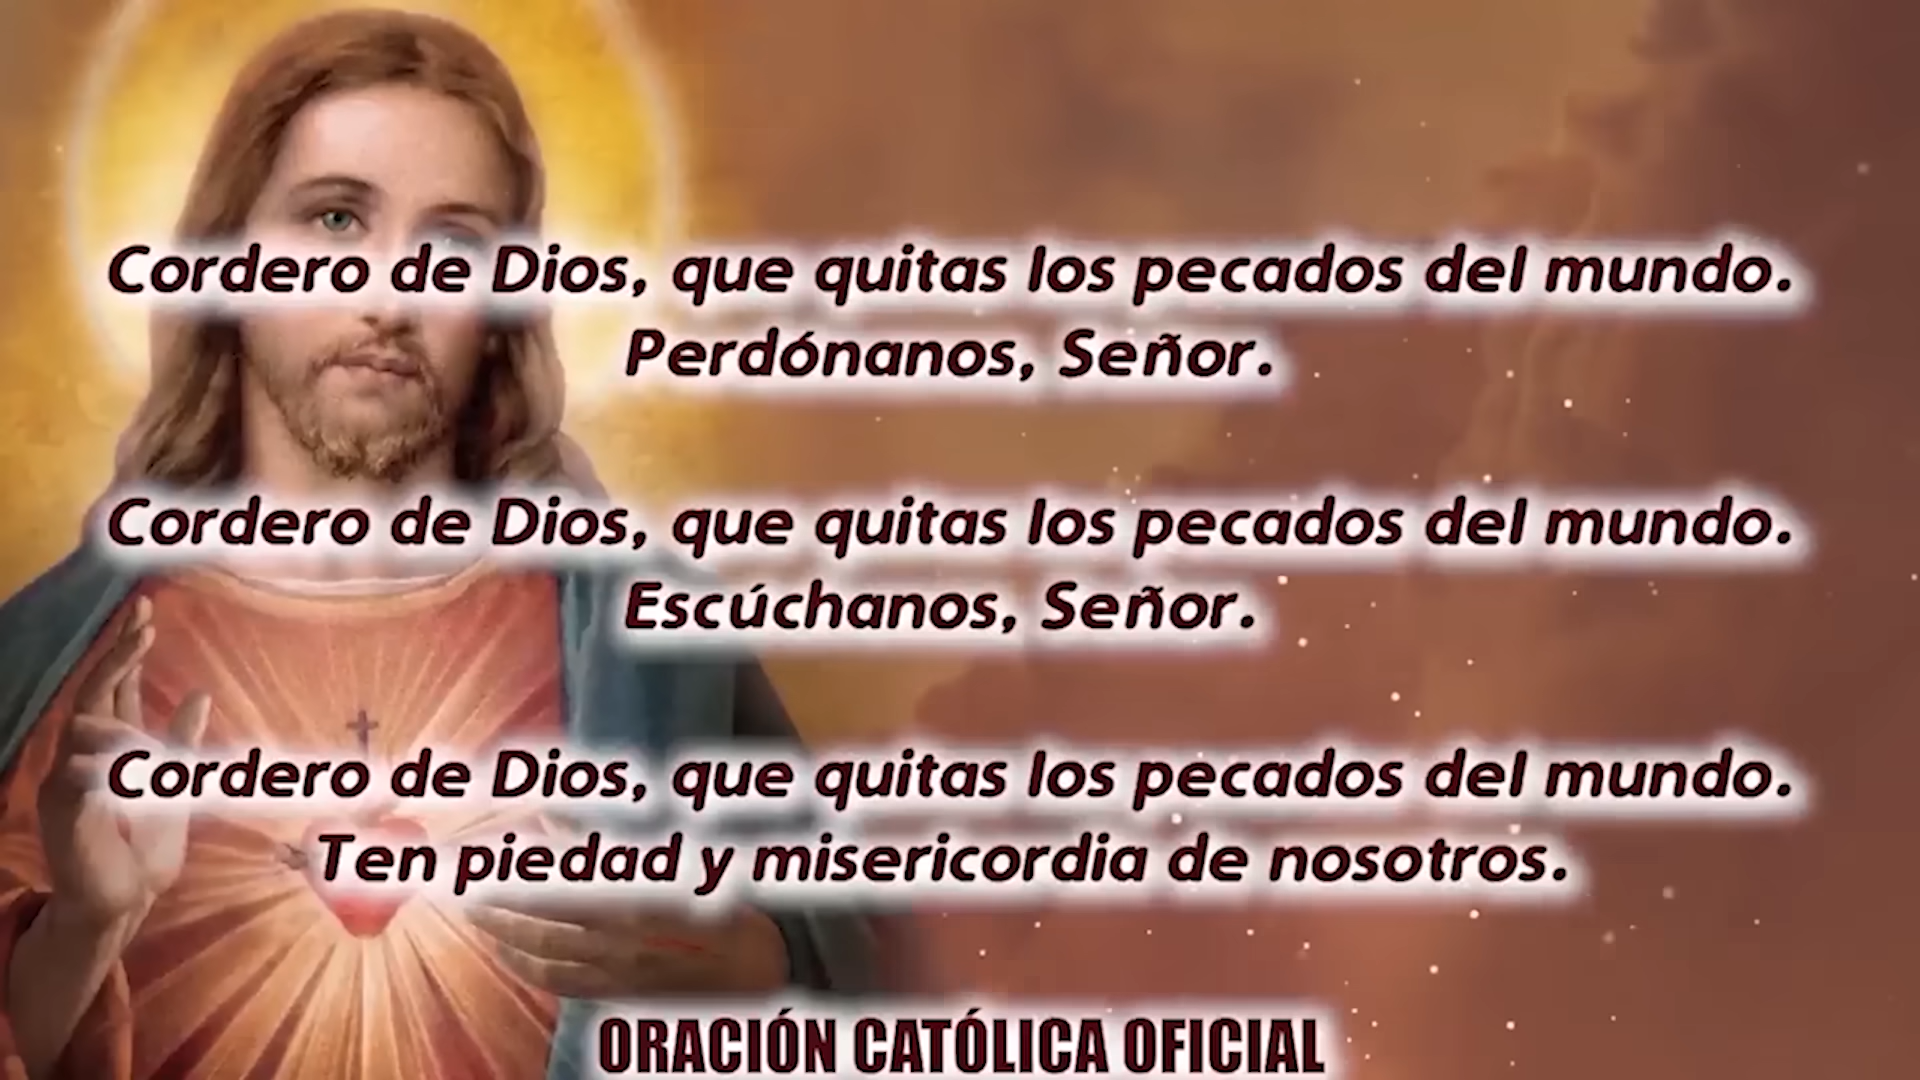 Cordero de Dios, que quitas los pecados del mundo.
Perdónanos, Señor.
Cordero de Dios, que quitas los pecados del mundo.
Escúchanos, Señor.
Cordero de Dios, que quitas los pecados del mundo.
Ten piedad y misericordia de nosotros.
ORACIÓN CATÓLICA OFICIAL